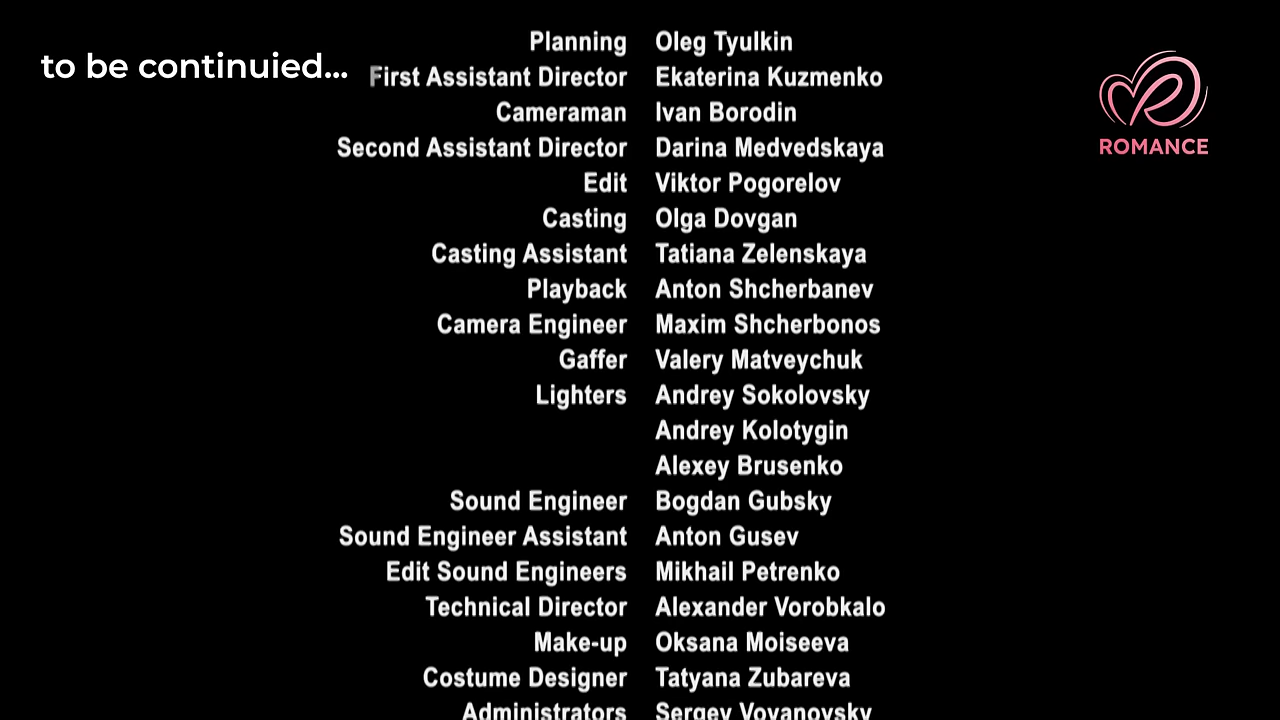 to be continuied...
Planning Oleg Tyulkin
First Assistant Director Ekaterina Kuzmenko
Cameraman Ivan Borodin
Second Assistant Director Darina Medvedskaya
Edit Viktor Pogorelov
Casting Olga Dovgan
Casting Assistant Tatiana Zelenskaya
Playback Anton Shcherbanev
Camera Engineer Maxim Shcherbonos
Gaffer Valery Matveychuk
Lighters Andrey Sokolovsky
Andrey Kolotygin
Alexey Brusenko
Sound Engineer Bogdan Gubsky
Sound Engineer Assistant Anton Gusev
Edit Sound Engineers Mikhail Petrenko
Technical Director Alexander Vorobkalo
Make-up Oksana Moiseeva
Costume Designer Tatyana Zubareva
Administrators Sergey Voyanovsky
ROMANCE